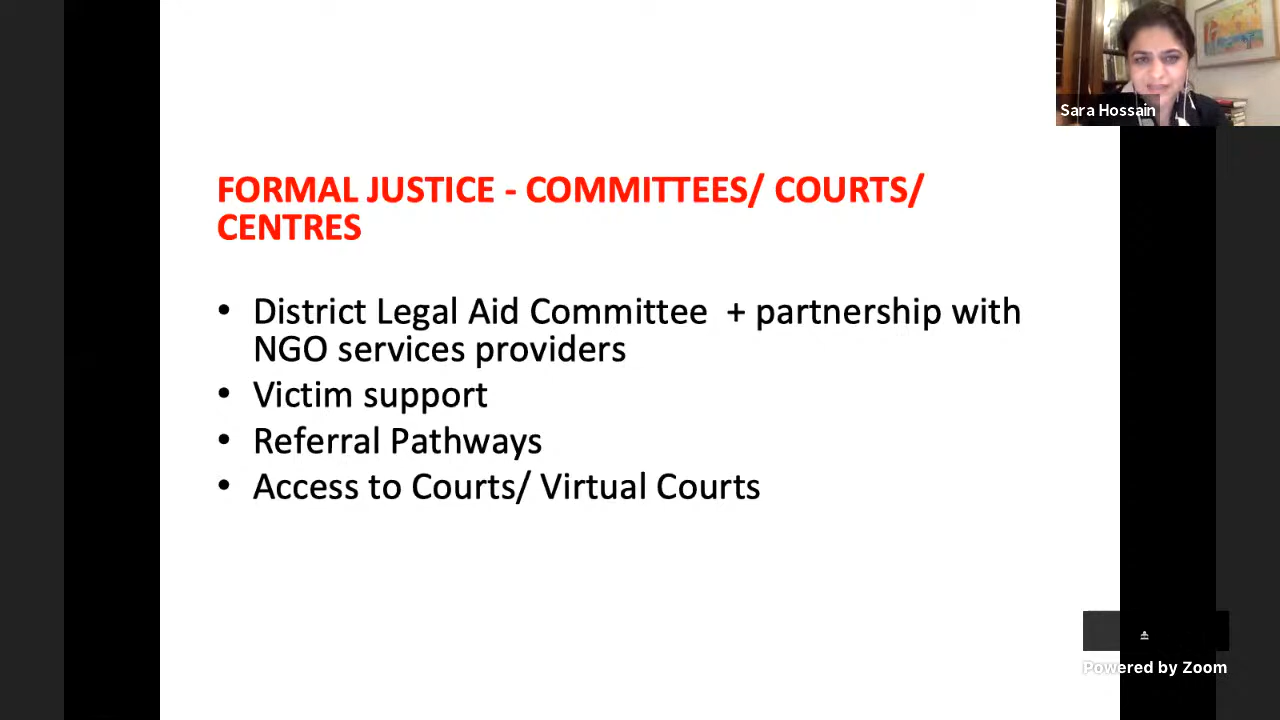 Sara Hossain
FORMAL JUSTICE - COMMITTEES/ COURTS/
CENTRES
• District Legal Aid Committee + partnership with
NGO services providers
• Victim support
• Referral Pathways
• Access to Courts/ Virtual Courts
Powered by Zoom